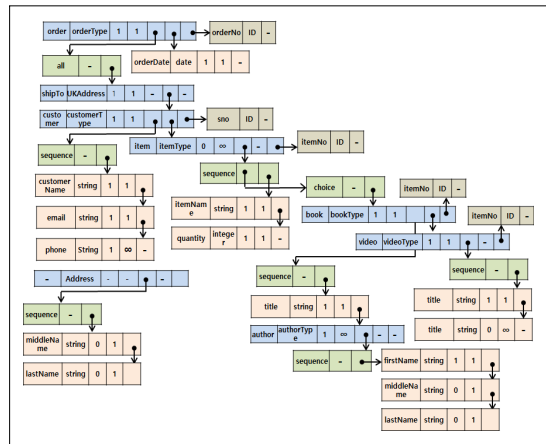 order orderType 1 1 orderNo ID -
all - orderDate date 1 1 -
shipTo UKAddress 1 1 - -
custo
mer customerT
ype 1 1 sno ID -
item itemType 0 ∞ - itemNo ID -
sequence - sequence -
customer
Name string 1 1 choice - itemNo ID -
itemNa
me string 1 1 book bookType 1 1 - itemNo ID -
email string 1 1
quantity integ
er 1 1 - video videoType 1 1 -
phone String 1 ∞ -
- Address - - - sequence - sequence -
sequence - title string 1 1 title string 1 1
middleNa
me string 0 1 author authorTyp
e 1 ∞ - - title string 0 ∞ -
sequence - firstName string 1 1
lastName string 0 1 middleNa
me string 0 1
lastName string 0 1